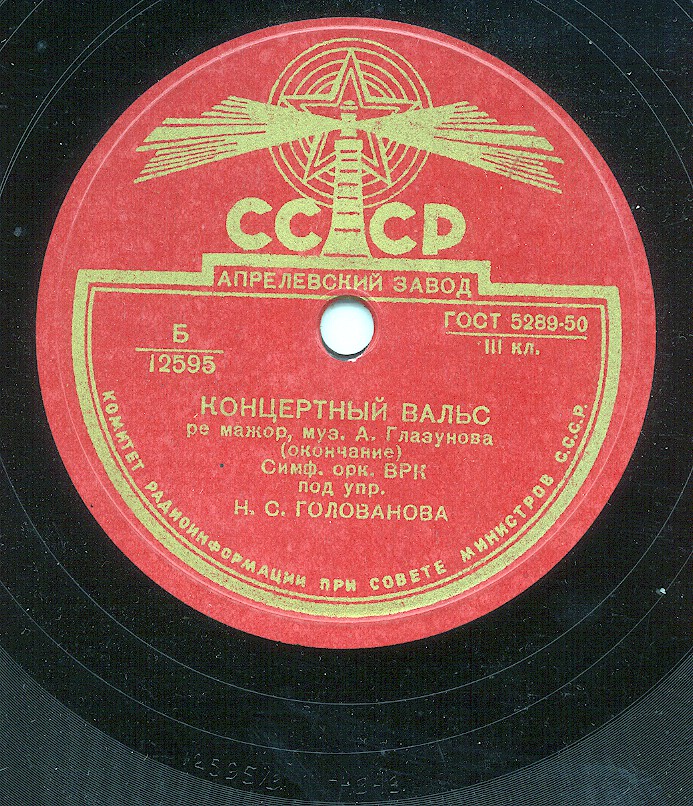 СССР
АПРЕЛЕВСКИЙ ЗАВОД
Б
12595
ГОСТ 5289-50
III кл.
КОНЦЕРТНЫЙ ВАЛЬС
ре мажор, муз. А. Глазунова
(окончание)
Симф. орк. ВРК
под упр.
Н. С. ГОЛОВАНОВА
КОМИТЕТ РАДИОИНФОРМАЦИИ ПРИ СОВЕТЕ МИНИСТРОВ С.С.С.Р.